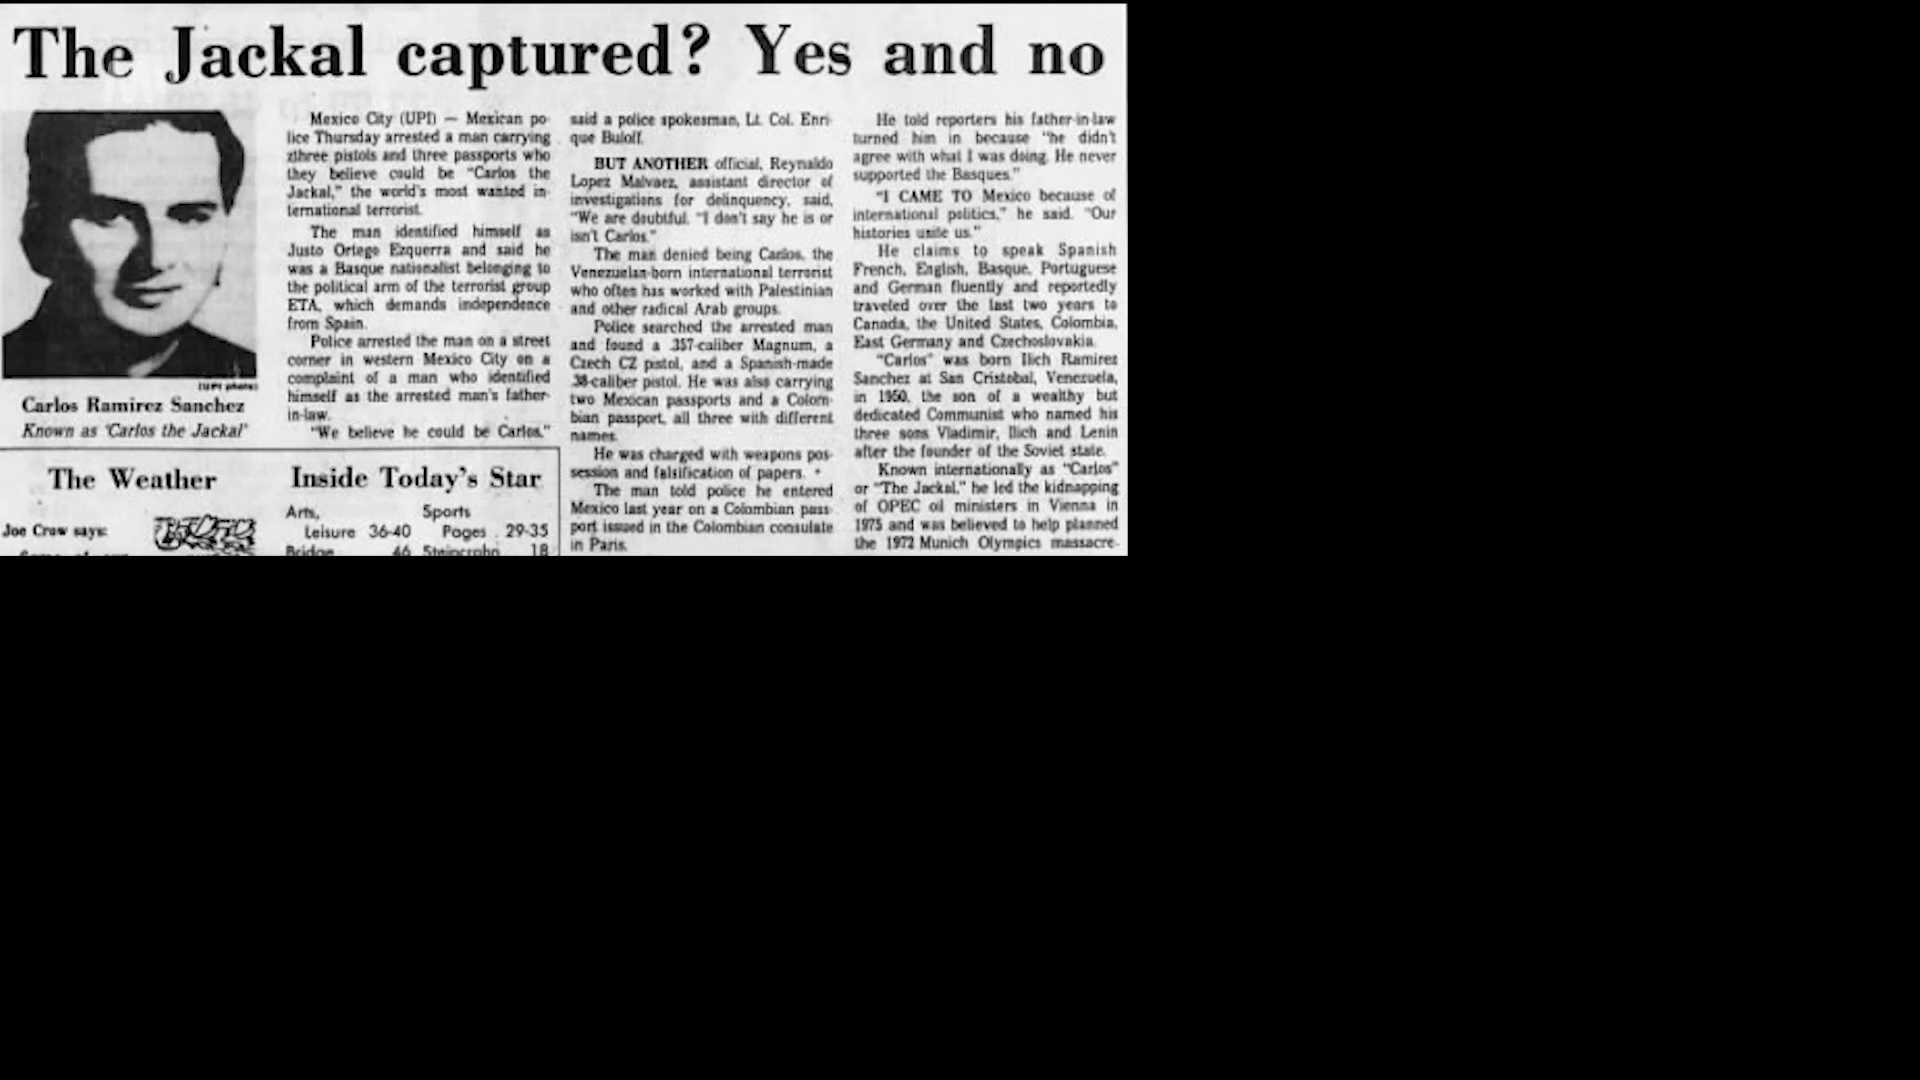 The Jackal captured? Yes and no
(UPI photo)
Carlos Ramirez Sanchez
Known as 'Carlos the Jackal'
Mexico City (UPI) — Mexican po-
lice Thursday arrested a man carrying
zthree pistols and three passports who
they believe could be "Carlos the
Jackal," the world's most wanted in-
ternational terrorist.
The man identified himself as
Justo Ortego Ezquerra and said he
was a Basque nationalist belonging to
the political arm of the terrorist group
ETA, which demands independence
from Spain.
Police arrested the man on a street
corner in western Mexico City on a
complaint of a man who identified
himself as the arrested man's father-
in-law.
"We believe he could be Carlos,"
said a police spokesman, Lt. Col. Enri-
que Buloff.
BUT ANOTHER official, Reynaldo
Lopez Malvaez, assistant director of
investigations for delinquency, said,
"We are doubtful. "I don't say he is or
isn't Carlos."
The man denied being Carlos, the
Venezuelan-born international terrorist
who often has worked with Palestinian
and other radical Arab groups.
Police searched the arrested man
and found a .357-caliber Magnum, a
Czech CZ pistol, and a Spanish-made
.38-caliber pistol. He was also carrying
two Mexican passports and a Colom-
bian passport, all three with different
names.
He was charged with weapons pos-
session and falsification of papers.
The man told police he entered
Mexico last year on a Colombian pass-
port issued in the Colombian consulate
in Paris.
He told reporters his father-in-law
turned him in because "he didn't
agree with what I was doing. He never
supported the Basques."
"I CAME TO Mexico because of
international politics," he said. "Our
histories unite us."
He claims to speak Spanish
French, English, Basque, Portuguese
and German fluently and reportedly
traveled over the last two years to
Canada, the United States, Colombia,
East Germany and Czechoslovakia.
"Carlos" was born Ilich Ramirez
Sanchez at San Cristobal, Venezuela,
in 1950, the son of a wealthy but
dedicated Communist who named his
three sons Vladimir, Ilich and Lenin
after the founder of the Soviet state.
Known internationally as "Carlos"
or "The Jackal," he led the kidnapping
of OPEC oil ministers in Vienna in
1975 and was believed to help planned
the 1972 Munich Olympics massacre
The Weather
Joe Crow says:
Inside Today's Star
Arts,
Leisure 36-40
Bridge 46
Sports
Pages 29-35
Steincrohn 18